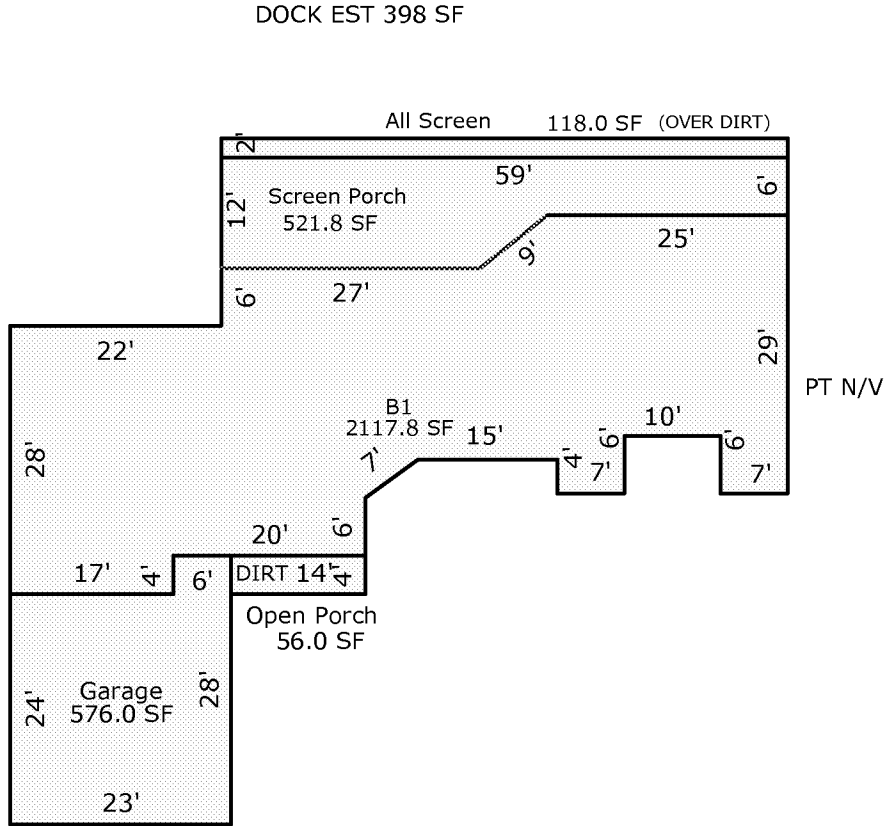 DOCK EST 398 SF
All Screen 118.0 SF (OVER DIRT)
2'
59'
6'
Screen Porch
12'
521.8 SF
25'
9'
6'
27'
22'
29'
PT N/V
B1
2117.8 SF
10'
15'
6'
6'
28'
7'
4'
7'
7'
20'
6'
17'
4'
6'
DIRT 14'
4'
Open Porch
56.0 SF
24'
Garage
576.0 SF
28'
23'